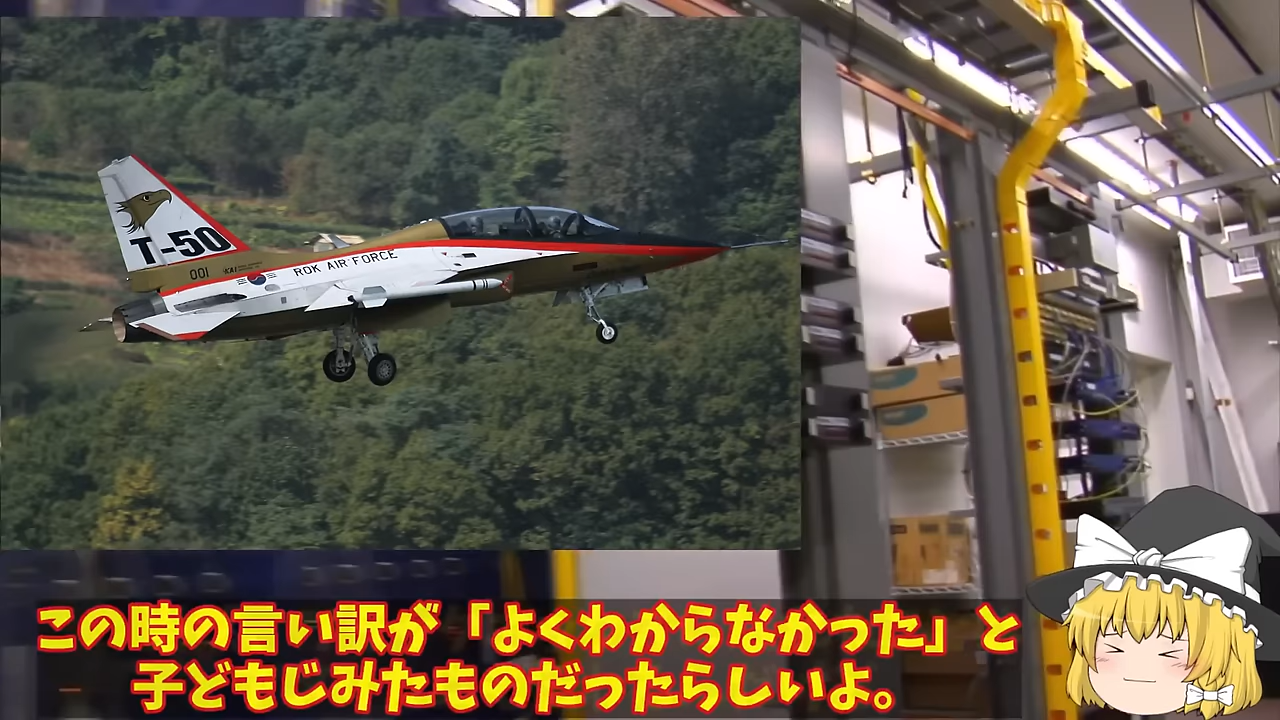 T-50
001 KAI
ROK AIR FORCE
この時の言い訳が「よくわからなかった」と
子どもじみたものだったらしいよ。